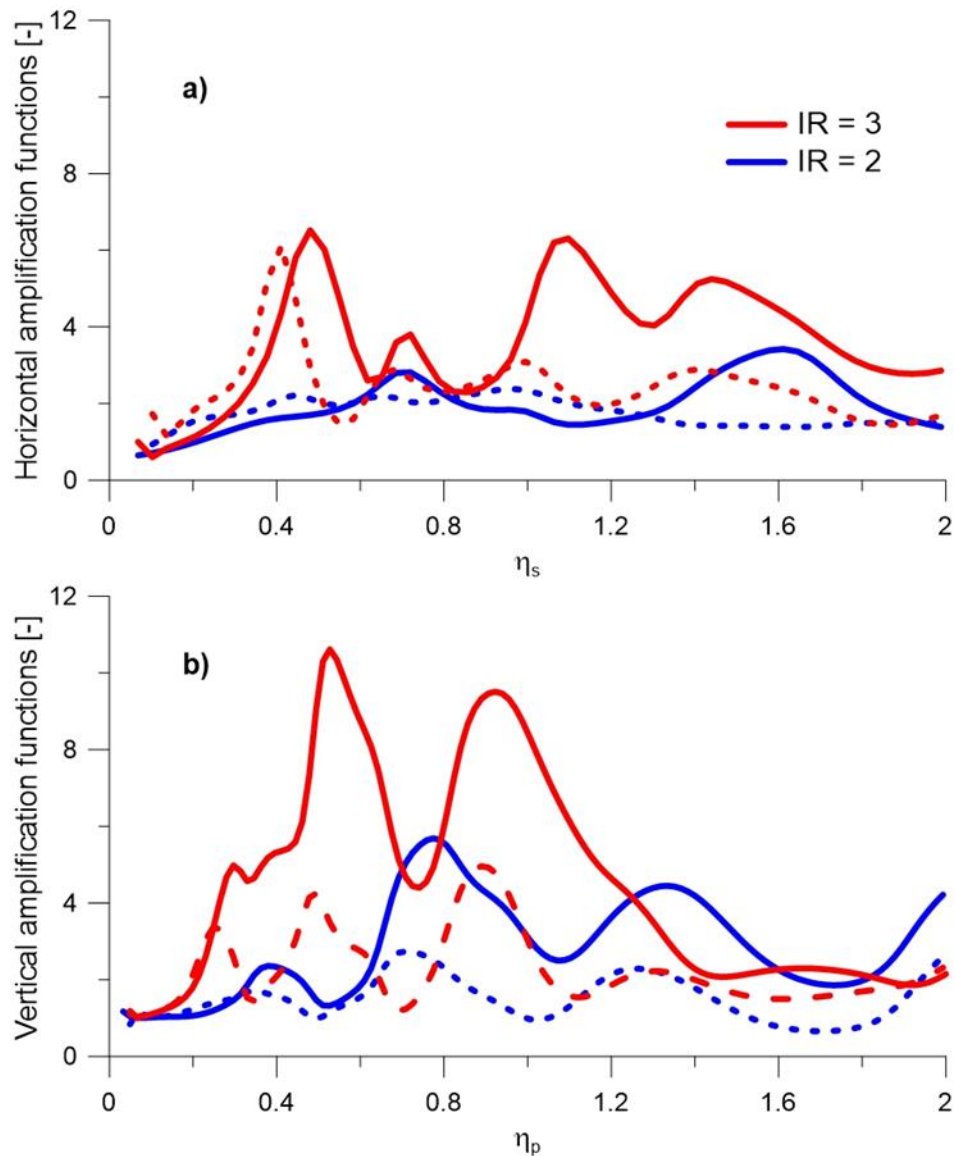 Horizontal amplification functions [-]
12
8
4
0
a)
IR = 3
IR = 2
0 0.4 0.8 1.2 1.6 2
ηs
Vertical amplification functions [-]
12
8
4
0
b)
0 0.4 0.8 1.2 1.6 2
ηp